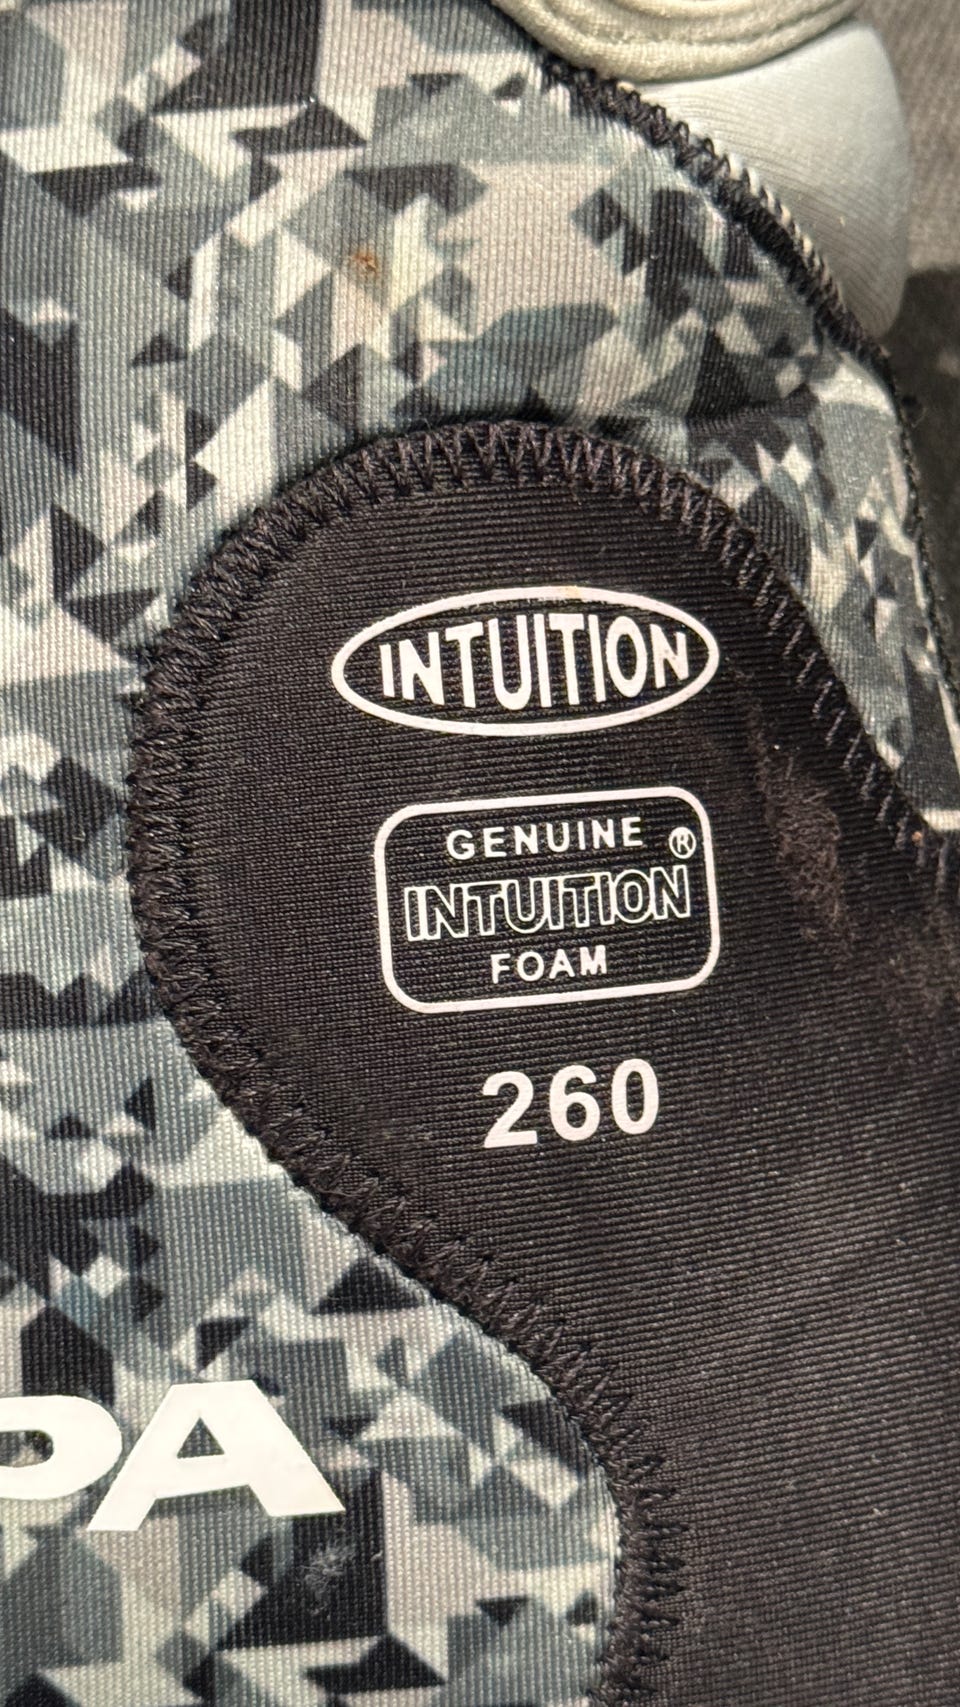 INTUITION
GENUINE
INTUITION®
FOAM
260